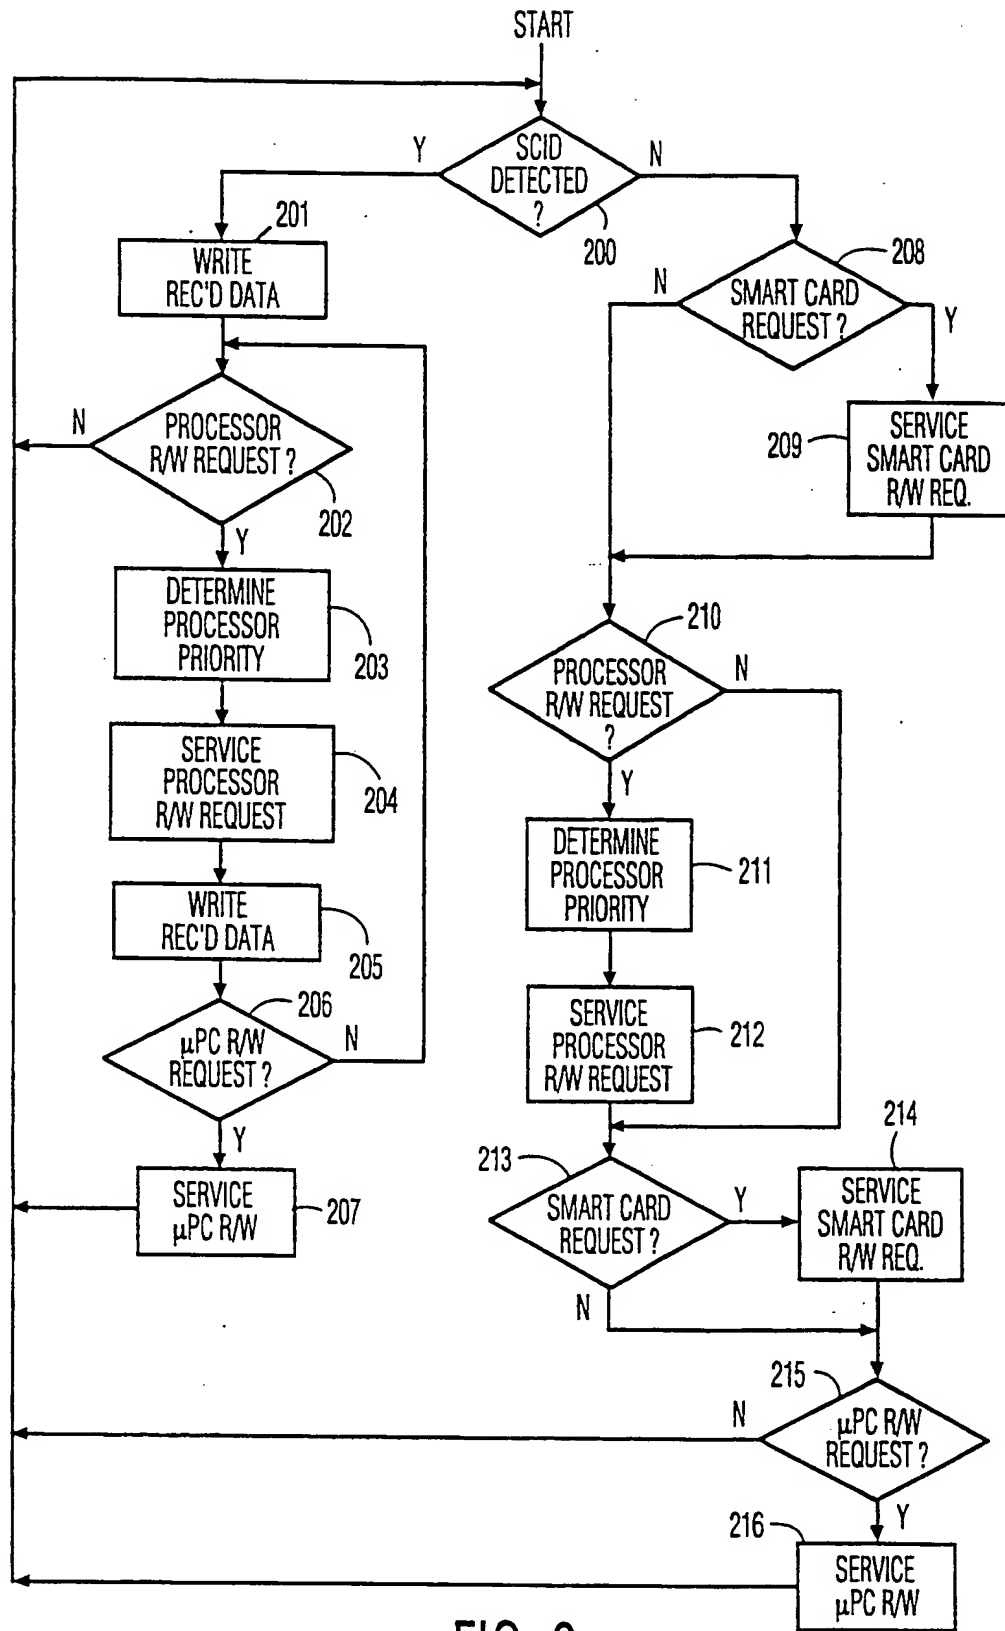 START
SCID
DETECTED
?
Y
N
200
201
WRITE
REC'D DATA
208
SMART CARD
REQUEST ?
N
Y
PROCESSOR
R/W REQUEST ?
N
202
Y
209
SERVICE
SMART CARD
R/W REQ.
DETERMINE
PROCESSOR
PRIORITY
203
210
PROCESSOR
R/W REQUEST
?
N
Y
SERVICE
PROCESSOR
R/W REQUEST
204
DETERMINE
PROCESSOR
PRIORITY
211
WRITE
REC'D DATA
205
206
µPC R/W
REQUEST ?
N
Y
SERVICE
PROCESSOR
R/W REQUEST
212
SERVICE
µPC R/W
207
213
SMART CARD
REQUEST ?
Y
N
214
SERVICE
SMART CARD
R/W REQ.
215
µPC R/W
REQUEST ?
N
Y
216
SERVICE
µPC R/W
FIG.